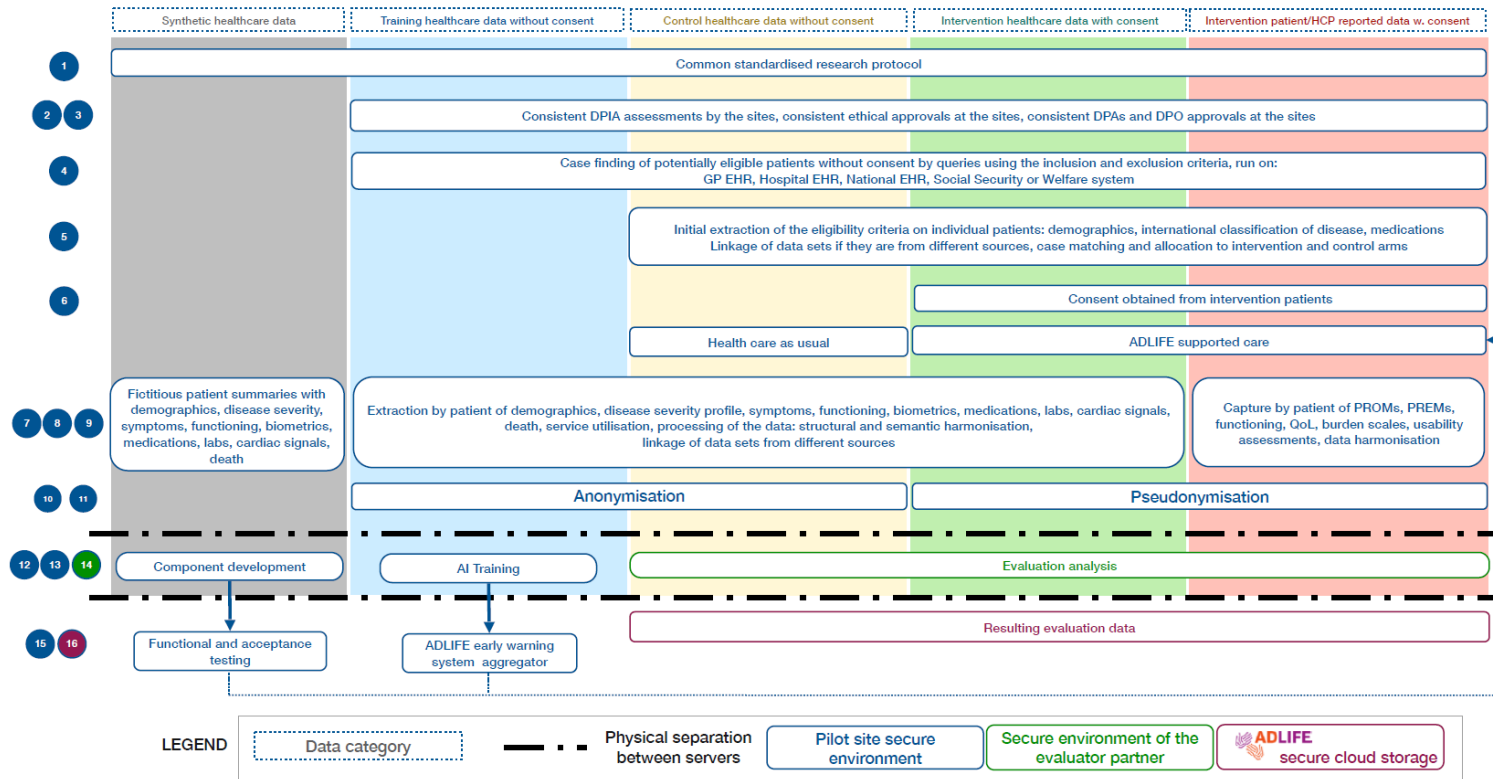 Synthetic healthcare data
Training healthcare data without consent
Control healthcare data without consent
Intervention healthcare data with consent
Intervention patient/HCP reported data w. consent
1
Common standardised research protocol
2 3
Consistent DPIA assessments by the sites, consistent ethical approvals at the sites, consistent DPAs and DPO approvals at the sites
4
Case finding of potentially eligible patients without consent by queries using the inclusion and exclusion criteria, run on:
GP EHR, Hospital EHR, National EHR, Social Security or Welfare system
5
Initial extraction of the eligibility criteria on individual patients: demographics, international classification of disease, medications
Linkage of data sets if they are from different sources, case matching and allocation to intervention and control arms
6
Consent obtained from intervention patients
Health care as usual
ADLIFE supported care
7 8 9
Fictitious patient summaries with
demographics, disease severity,
symptoms, functioning, biometrics,
medications, labs, cardiac signals,
death
Extraction by patient of demographics, disease severity profile, symptoms, functioning, biometrics, medications, labs, cardiac signals,
death, service utilisation, processing of the data: structural and semantic harmonisation,
linkage of data sets from different sources
Capture by patient of PROMs, PREMs,
functioning, QoL, burden scales, usability
assessments, data harmonisation
10 11
Anonymisation
Pseudonymisation
12 13 14
Component development
AI Training
Evaluation analysis
15 16
Functional and acceptance
testing
ADLIFE early warning
system aggregator
Resulting evaluation data
LEGEND
Data category
Physical separation
between servers
Pilot site secure
environment
Secure environment of the
evaluator partner
ADLIFE
secure cloud storage